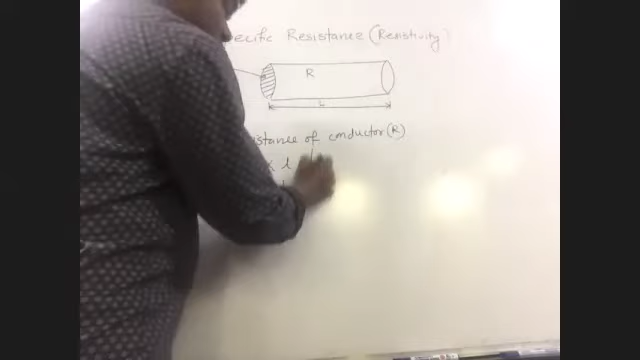 ecific Resistance (Resistivity)
R
L
istance of conductor (R)
∝ l